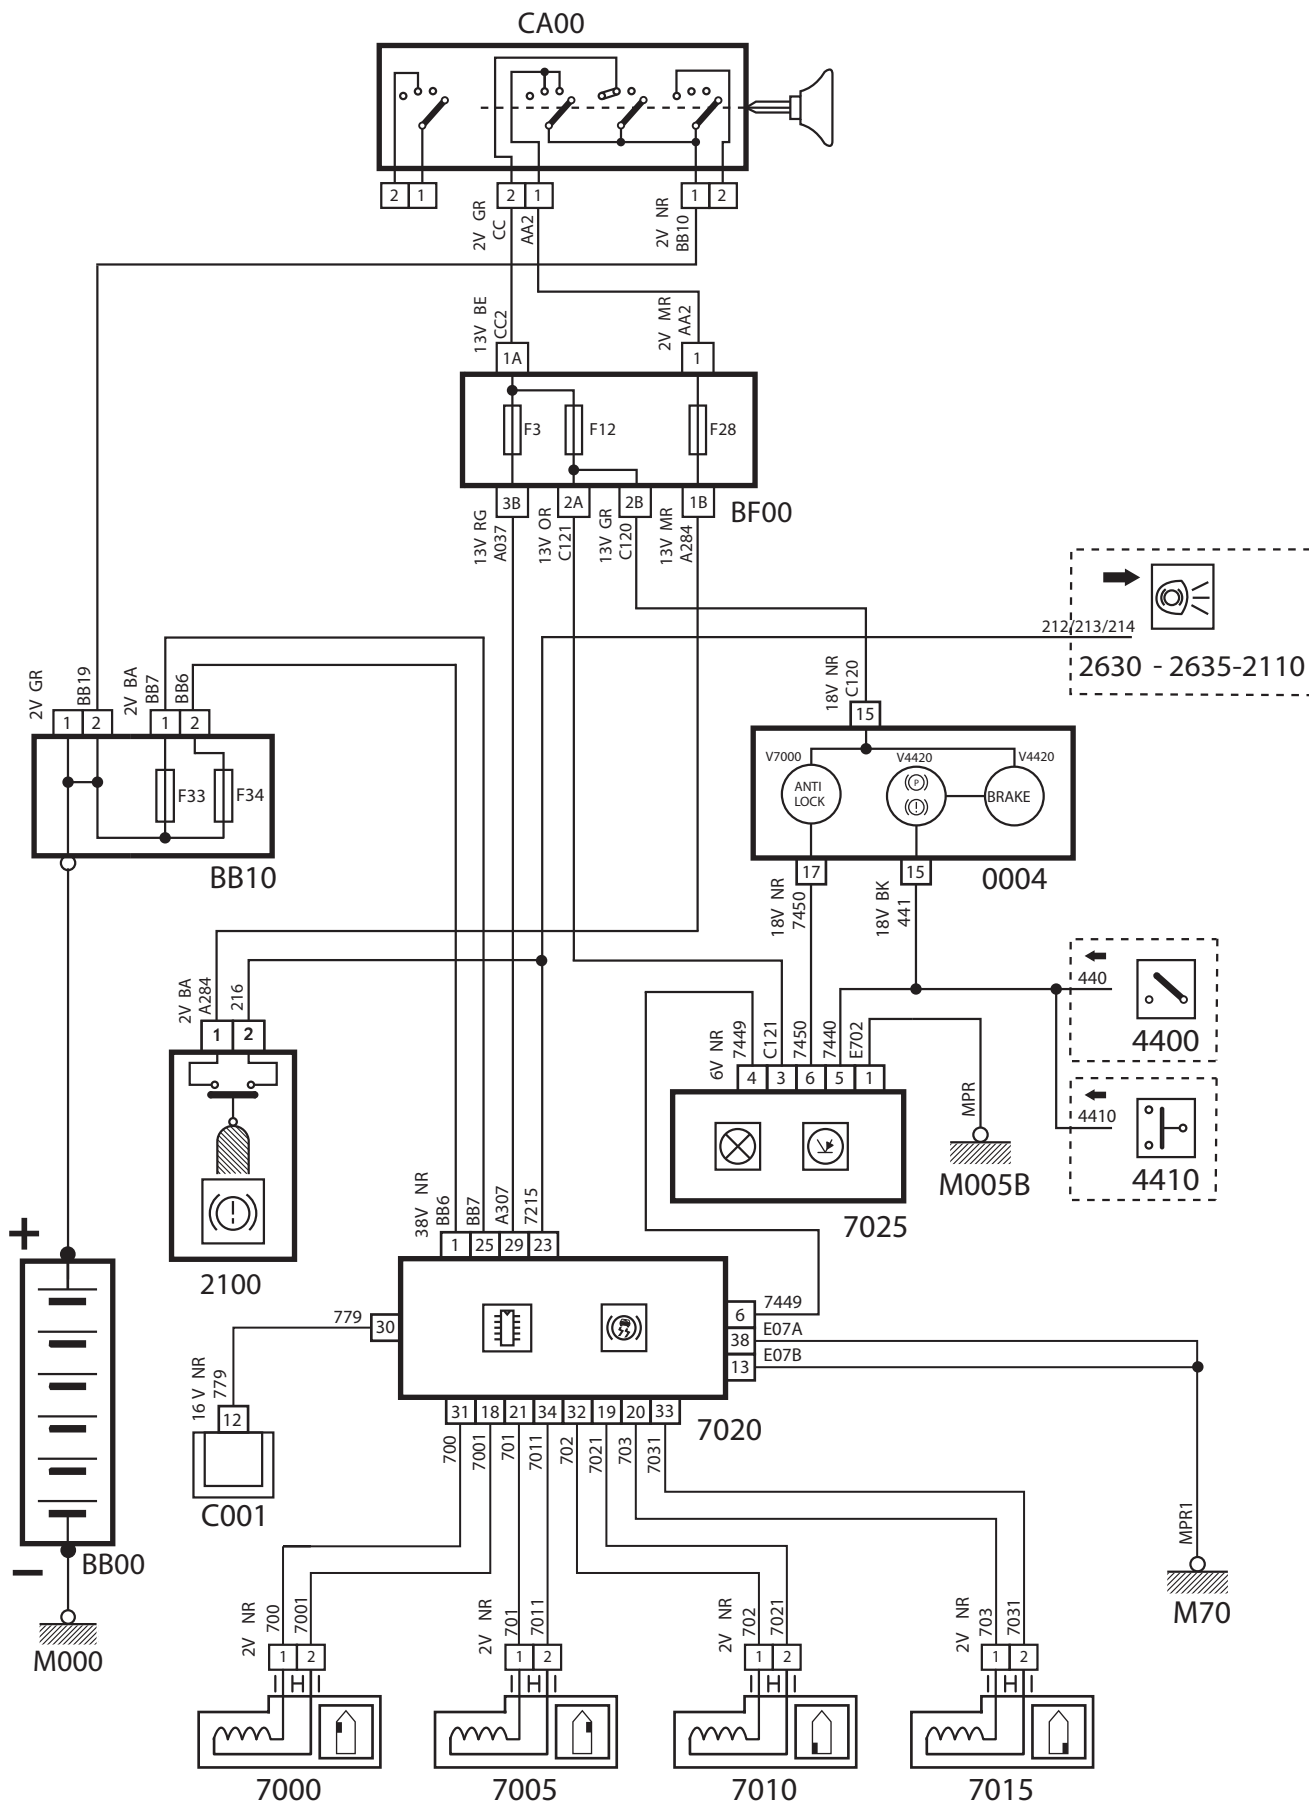 CA00
2 1
2 1
1 2
2V GR
CC
AA2
2V NR
BB10
13V BE
CC2
2V MR
AA2
1A
1
F3
F12
F28
3B
2A
2B
1B
BF00
13V RG
A037
13V OR
C121
13V GR
C120
13V MR
A284
212/213/214
2630 - 2635-2110
2V GR
BB19
2V BA
BB7
BB6
1 2
1 2
F33
F34
BB10
18V NR
C120
15
V7000
V4420
V4420
ANTI
LOCK
P
!
BRAKE
17
15
0004
18V NR
7450
18V BK
441
440
4400
4410
4410
2V BA
A284
216
1 2
!
2100
6V NR
7449
C121
7450
7440
E702
4 3 6 5 1
7025
MPR
M005B
38V NR
BB6
BB7
A307
7215
1 25 29 23
779
30
6
7449
38
E07A
13
E07B
31 18 21 34 32 19 20 33
7020
700
7001
701
7011
702
7021
703
7031
16 V NR
779
12
C001
+
BB00
−
M000
MPR1
M70
2V NR
700
7001
1 2
7000
2V NR
701
7011
1 2
7005
2V NR
702
7021
1 2
7010
2V NR
703
7031
1 2
7015